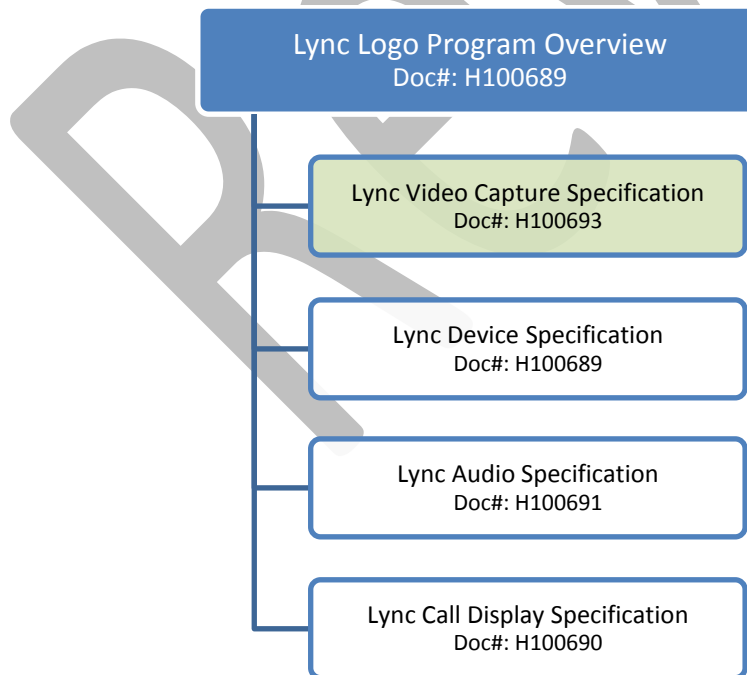 Lync Logo Program Overview
Doc#: H100689
Lync Video Capture Specification
Doc#: H100693
Lync Device Specification
Doc#: H100689
Lync Audio Specification
Doc#: H100691
Lync Call Display Specification
Doc#: H100690